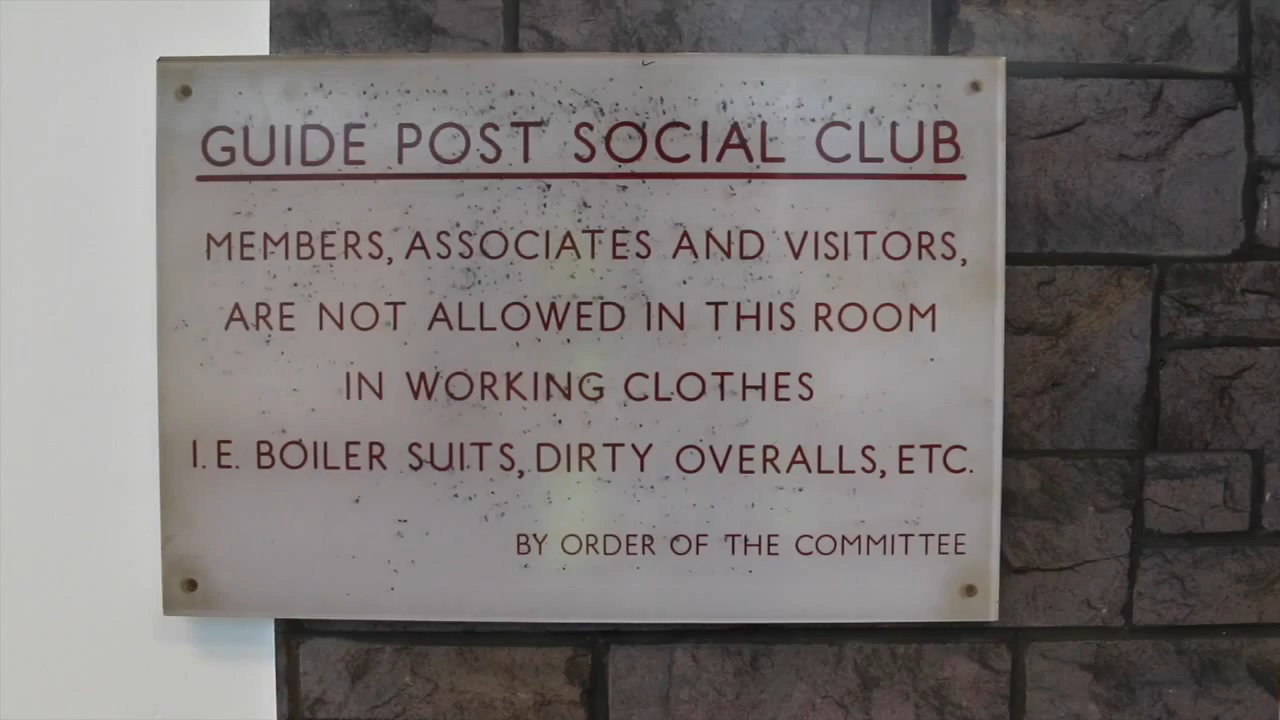 GUIDE POST SOCIAL CLUB
MEMBERS, ASSOCIATES AND VISITORS,
ARE NOT ALLOWED IN THIS ROOM
IN WORKING CLOTHES
I.E. BOILER SUITS, DIRTY OVERALLS, ETC.
BY ORDER OF THE COMMITTEE